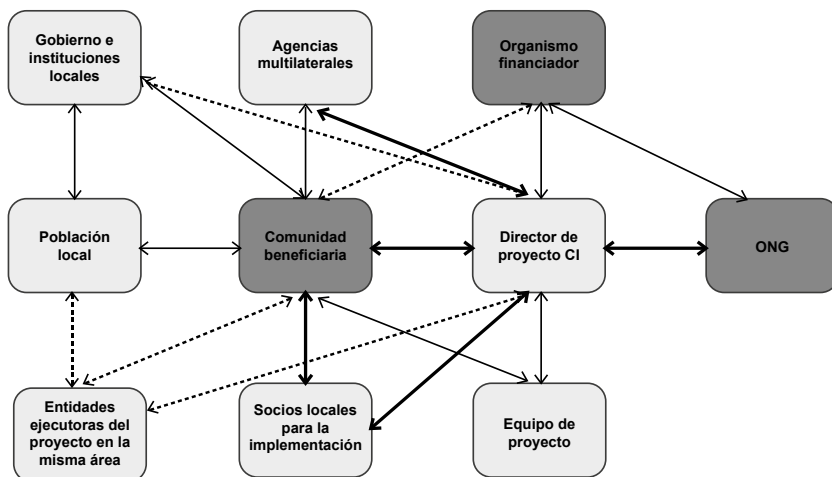 Gobierno e
instituciones
locales
Agencias
multilaterales
Organismo
financiador
Población
local
Comunidad
beneficiaria
Director de
proyecto CI
ONG
Entidades
ejecutoras del
proyecto en la
misma área
Socios locales
para la
implementación
Equipo de
proyecto